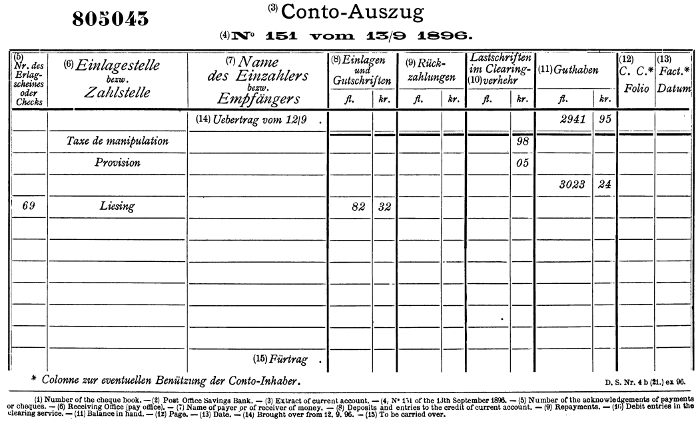 805045
(3) Conto-Auszug
(4) No 151 vom 13/9 1896.
(5) Nr. des Erlag-scheines oder Checks
(6) Einlagestelle bezw. Zahlstelle
(7) Name des Einzahlers bezw. Empfängers
(8) Einlagen und Gutschriften
(9) Rück-zahlungen
Lastschriften im Clearing-(10)verkehr
(11) Guthaben
(12) C. C.* Folio
(13) Fact.* Datum
fl. kr. fl. kr. fl. kr. fl. kr.
(14) Uebertrag vom 12|9 . 2941 95
Taxe de manipulation 98
Provision 05
3023 24
69 Liesing 82 32
(15) Fürtrag .
* Colonne zur eventuellen Benützung der Conto-Inhaber.
D. S. Nr. 4 b (21.) ex 96.
(1) Number of the cheque book. — (2) Post Office Savings Bank. — (3) Extract of current account. — (4, No 151 of the 13th September 1896. — (5) Number of the acknowledgements of payments
or cheques. — (6) Receiving Office (pay office). — (7) Name of payer or of receiver of money. — (8) Deposits and entries to the credit of current account. — (9) Repayments. — (10) Debit entries in the
clearing service. — (11) Balance in hand. — (12) Page. — (13) Date. — (14) Brought over from 12. 9. 96. — (15) To be carried over.